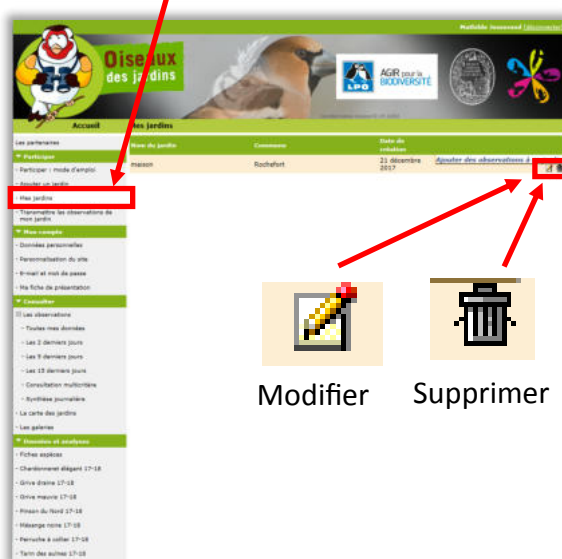 Mathilde Jossevend [déconnecter]
Oiseaux
des jardins
LPO
AGIR pour la
BIODIVERSITÉ
Accueil
Mes jardins
Les partenaires
Participer
- Participer : mode d'emploi
- Ajouter un jardin
- Mes jardins
- Transmettre les observations de
mon jardin
Mon compte
- Données personnelles
- Personnalisation du site
- E-mail et mot de passe
- Ma fiche de présentation
Consulter
Les observations
- Toutes mes données
- Les 2 derniers jours
- Les 5 derniers jours
- Les 15 derniers jours
- Consultation multicritère
- Synthèse journalière
- La carte des jardins
- Les galeries
Données et analyses
- Fiches espèces
- Chardonneret élégant 17-18
- Grive draine 17-18
- Grive mauvis 17-18
- Pinson du Nord 17-18
- Mésange noire 17-18
- Perruche à collier 17-18
- Tarin des aulnes 17-18
Nom du jardin
Commune
Date de
création
maison
Rochefort
21 décembre
2017
Ajouter des observations à
Modifier
Supprimer